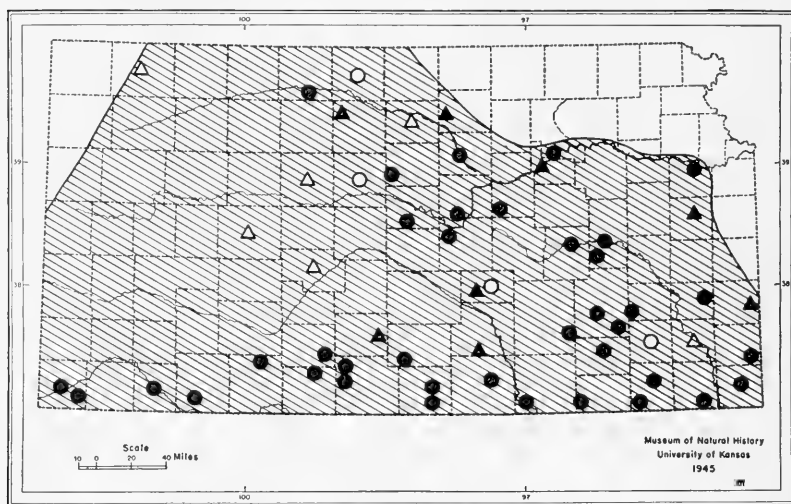 100 97
39 39
38 38
Scale
10 0 20 40 Miles
Museum of Natural History
University of Kansas
1945
100 97